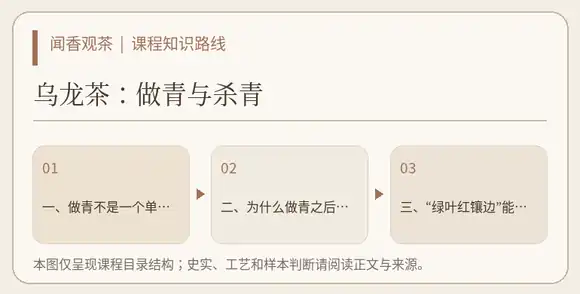 闻香观茶｜课程知识路线
乌龙茶：做青与杀青
01
一、做青不是一个单…
02
二、为什么做青之后…
03
三、“绿叶红镶边”能…
本图仅呈现课程目录结构；史实、工艺和样本判断请阅读正文与来源。